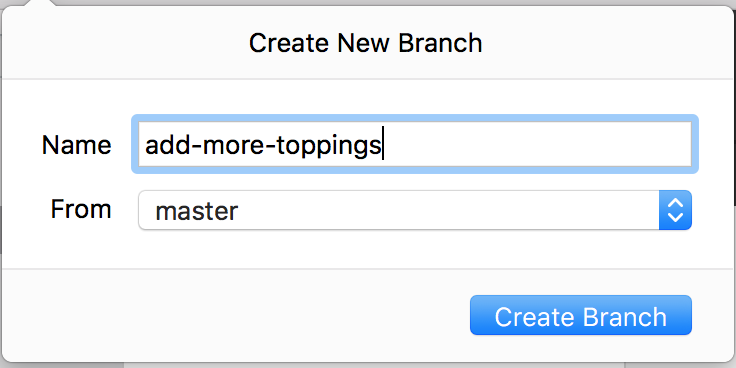 Create New Branch
Name add-more-toppings
From master
Create Branch